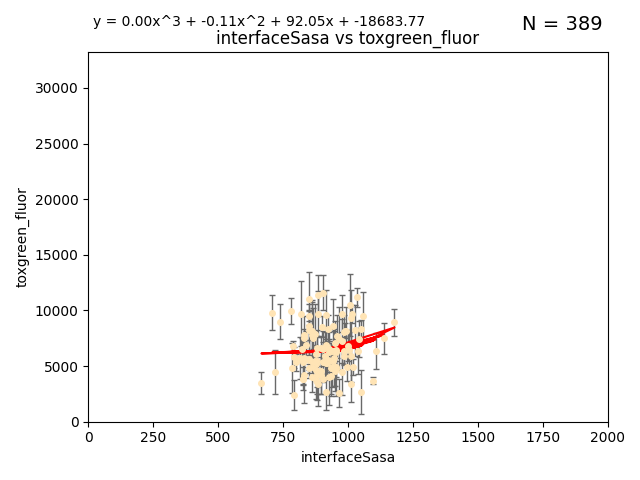 y = 0.00x^3 + -0.11x^2 + 92.05x + -18683.77
N = 389
interfaceSasa vs toxgreen_fluor
30000
25000
20000
15000
10000
5000
0
toxgreen_fluor
0 250 500 750 1000 1250 1500 1750 2000
interfaceSasa